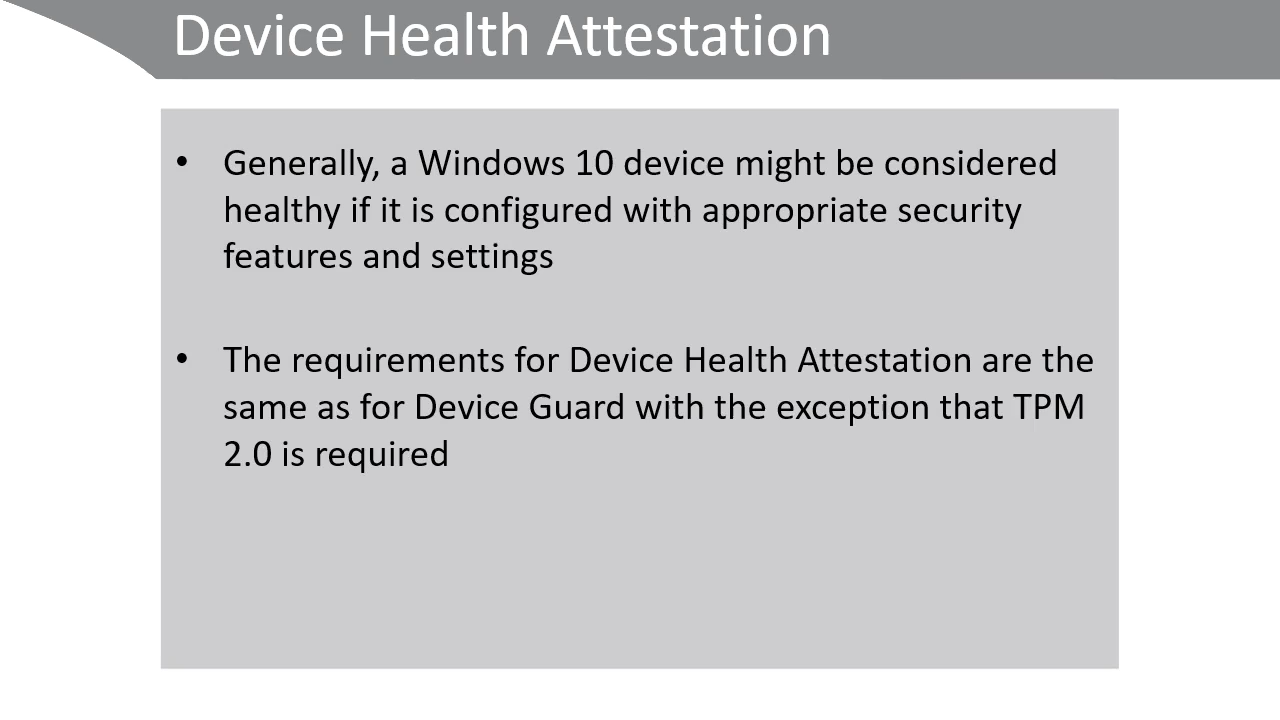 Device Health Attestation
• Generally, a Windows 10 device might be considered
healthy if it is configured with appropriate security
features and settings
• The requirements for Device Health Attestation are the
same as for Device Guard with the exception that TPM
2.0 is required